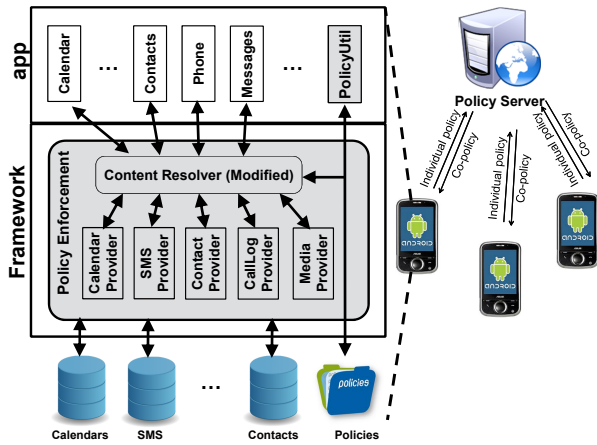 app
Calendar
...
Contacts
Phone
Messages
...
PolicyUtil
Framework
Policy Enforcement
Content Resolver (Modified)
Calendar
Provider
SMS
Provider
Contact
Provider
CallLog
Provider
Media
Provider
Calendars
SMS
...
Contacts
policies
Policies
Policy Server
Individual policy
Co-policy
Individual policy
Co-policy
Individual policy
Co-policy
ANDROID
ANDROID
ANDROID